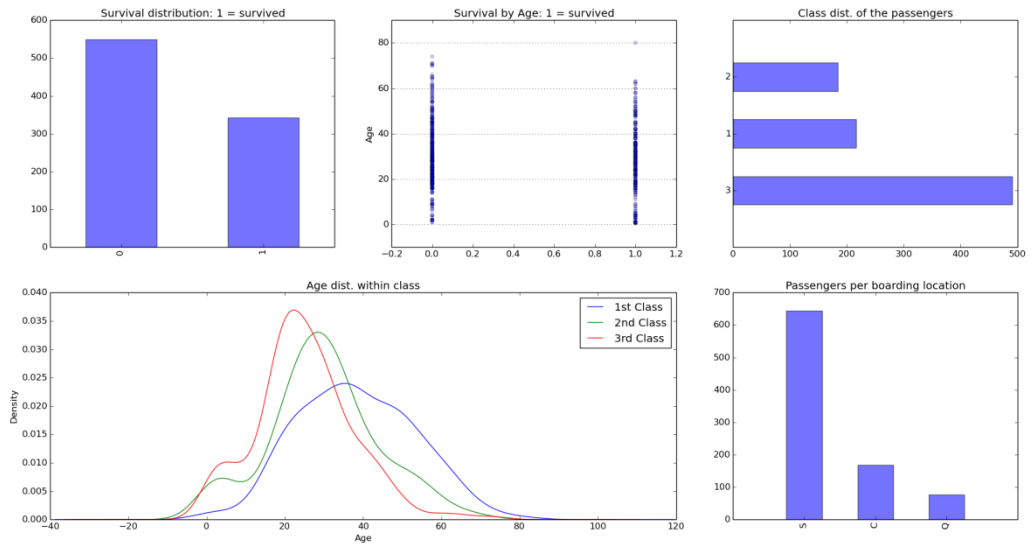 Survival distribution: 1 = survived
600
500
400
300
200
100
0
0
1
Survival by Age: 1 = survived
Age
80
60
40
20
0
−0.2 0.0 0.2 0.4 0.6 0.8 1.0 1.2
Class dist. of the passengers
2
1
3
0 100 200 300 400 500
Age dist. within class
Density
0.040
0.035
0.030
0.025
0.020
0.015
0.010
0.005
0.000
−40 −20 0 20 40 60 80 100 120
Age
1st Class
2nd Class
3rd Class
Passengers per boarding location
700
600
500
400
300
200
100
0
S C Q